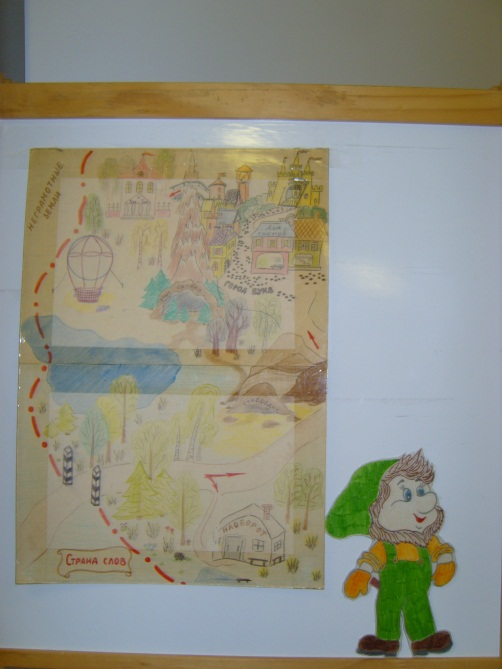 НЕГРАМОТНЫЕ
ЗЕМЛИ
ГОРОД БУКВ
НАОБОРОТ
СТРАНА СЛОВ